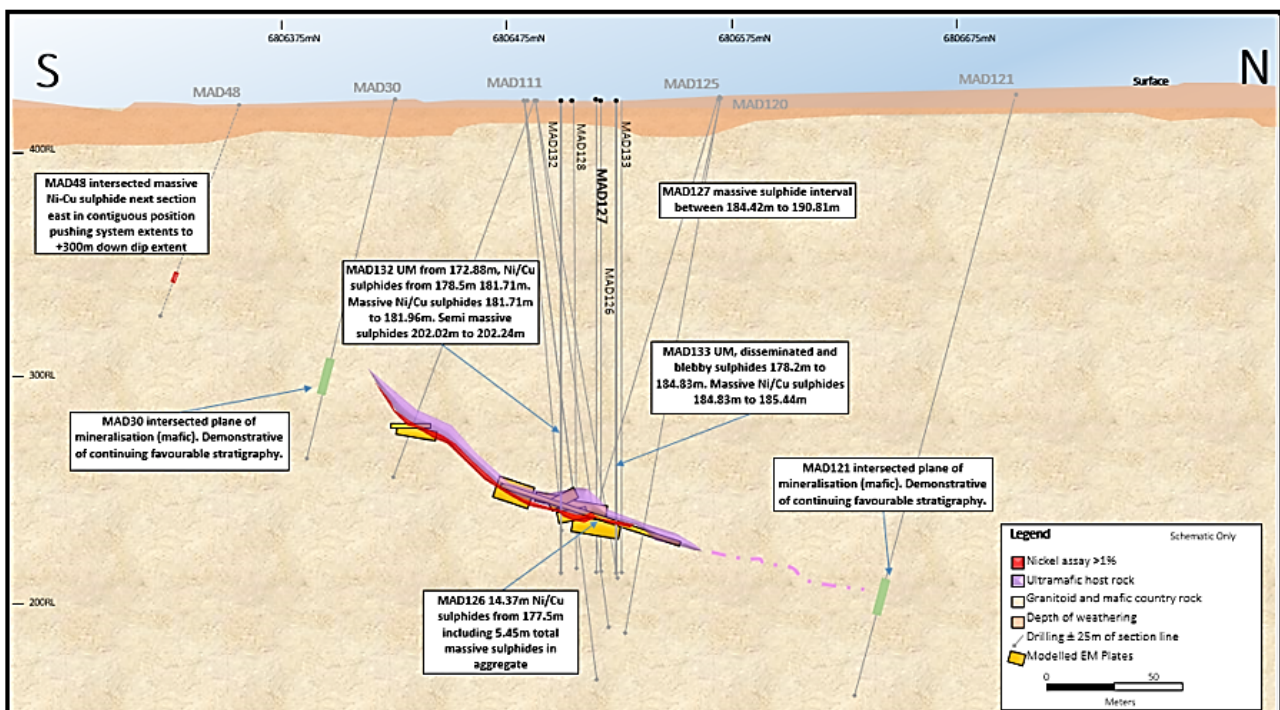 6806375mN
6806475mN
6806575mN
6806675mN
S
N
MAD48
MAD30
MAD111
MAD125
MAD120
MAD121
Surface
MAD132
MAD128
MAD127
MAD133
MAD126
400RL
300RL
200RL
MAD48 intersected massive
Ni-Cu sulphide next section
east in contiguous position
pushing system extents to
+300m down dip extent
MAD127 massive sulphide interval
between 184.42m to 190.81m
MAD132 UM from 172.88m, Ni/Cu
sulphides from 178.5m 181.71m.
Massive Ni/Cu sulphides 181.71m
to 181.96m. Semi massive
sulphides 202.02m to 202.24m
MAD133 UM, disseminated and
blebby sulphides 178.2m to
184.83m. Massive Ni/Cu sulphides
184.83m to 185.44m
MAD30 intersected plane of
mineralisation (mafic). Demonstrative
of continuing favourable stratigraphy.
MAD121 intersected plane of
mineralisation (mafic). Demonstrative
of continuing favourable stratigraphy.
MAD126 14.37m Ni/Cu
sulphides from 177.5m
including 5.45m total
massive sulphides in
aggregate
Legend
Schematic Only
Nickel assay >1%
Ultramafic host rock
Granitoid and mafic country rock
Depth of weathering
Drilling ± 25m of section line
Modelled EM Plates
0 50
Meters